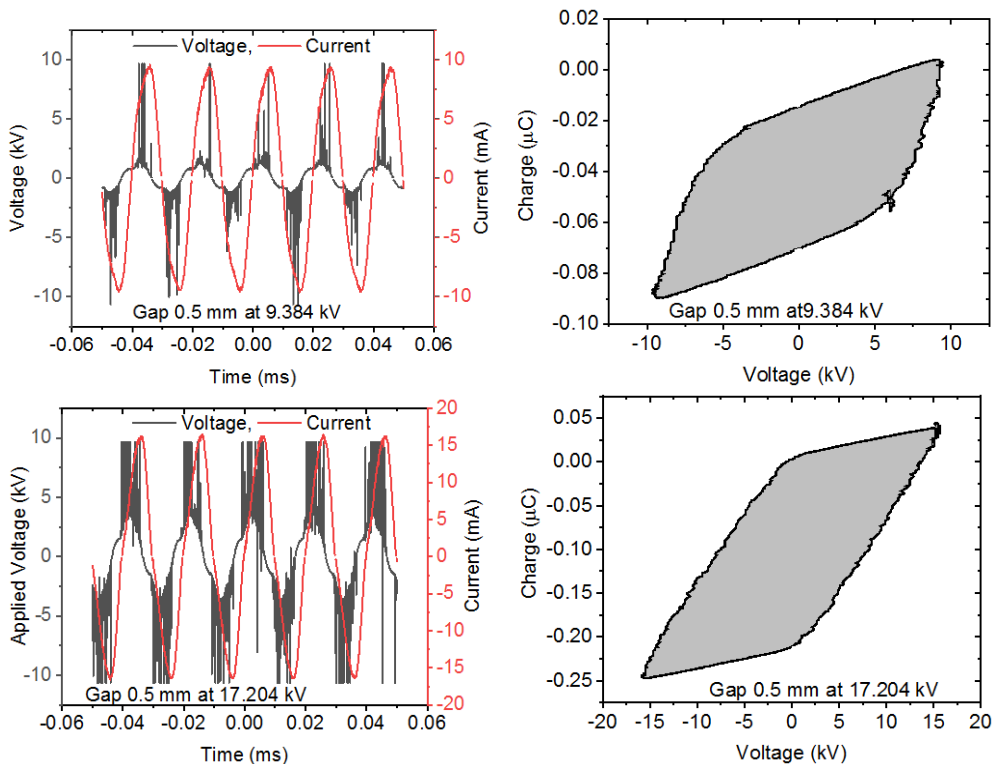 Voltage, Current
Voltage (kV)
10
5
0
-5
-10
Current (mA)
15
10
5
0
-5
-10
Gap 0.5 mm at 9.384 kV
-0.06 -0.04 -0.02 0.00 0.02 0.04 0.06
Time (ms)
Charge (μC)
0.02
0.00
-0.02
-0.04
-0.06
-0.08
-0.10
Gap 0.5 mm at9.384 kV
-10 -5 0 5 10
Voltage (kV)
Voltage, Current
Applied Voltage (kV)
10
5
0
-5
-10
Current (mA)
20
15
10
5
0
-5
-10
-15
-20
Gap 0.5 mm at 17.204 kV
-0.06 -0.04 -0.02 0.00 0.02 0.04 0.06
Time (ms)
Charge (μC)
0.05
0.00
-0.05
-0.10
-0.15
-0.20
-0.25
Gap 0.5 mm at 17.204 kV
-20 -15 -10 -5 0 5 10 15 20
Voltage (kV)